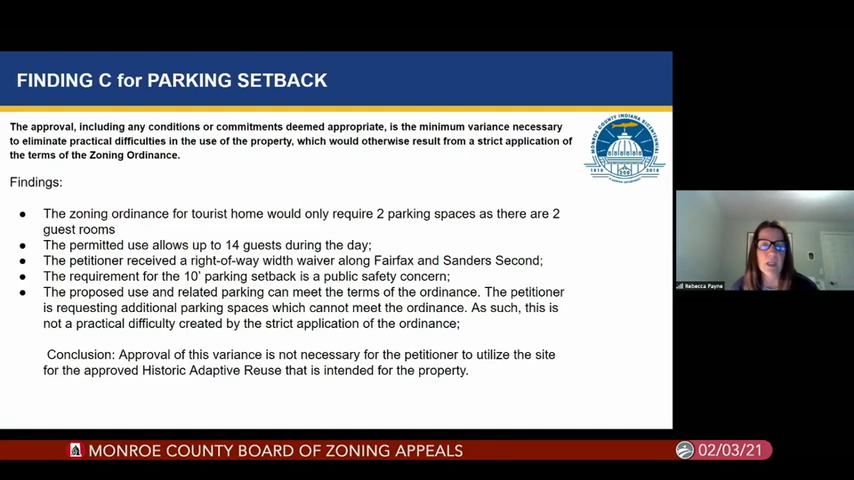 FINDING C for PARKING SETBACK
The approval, including any conditions or commitments deemed appropriate, is the minimum variance necessary
to eliminate practical difficulties in the use of the property, which would otherwise result from a strict application of
the terms of the Zoning Ordinance.
MONROE COUNTY INDIANA BICENTENNIAL
1818
2018
200
Findings:
● The zoning ordinance for tourist home would only require 2 parking spaces as there are 2
guest rooms
● The permitted use allows up to 14 guests during the day;
● The petitioner received a right-of-way width waiver along Fairfax and Sanders Second;
● The requirement for the 10' parking setback is a public safety concern;
● The proposed use and related parking can meet the terms of the ordinance. The petitioner
is requesting additional parking spaces which cannot meet the ordinance. As such, this is
not a practical difficulty created by the strict application of the ordinance;
Conclusion: Approval of this variance is not necessary for the petitioner to utilize the site
for the approved Historic Adaptive Reuse that is intended for the property.
Rebecca Payne
MONROE COUNTY BOARD OF ZONING APPEALS
02/03/21